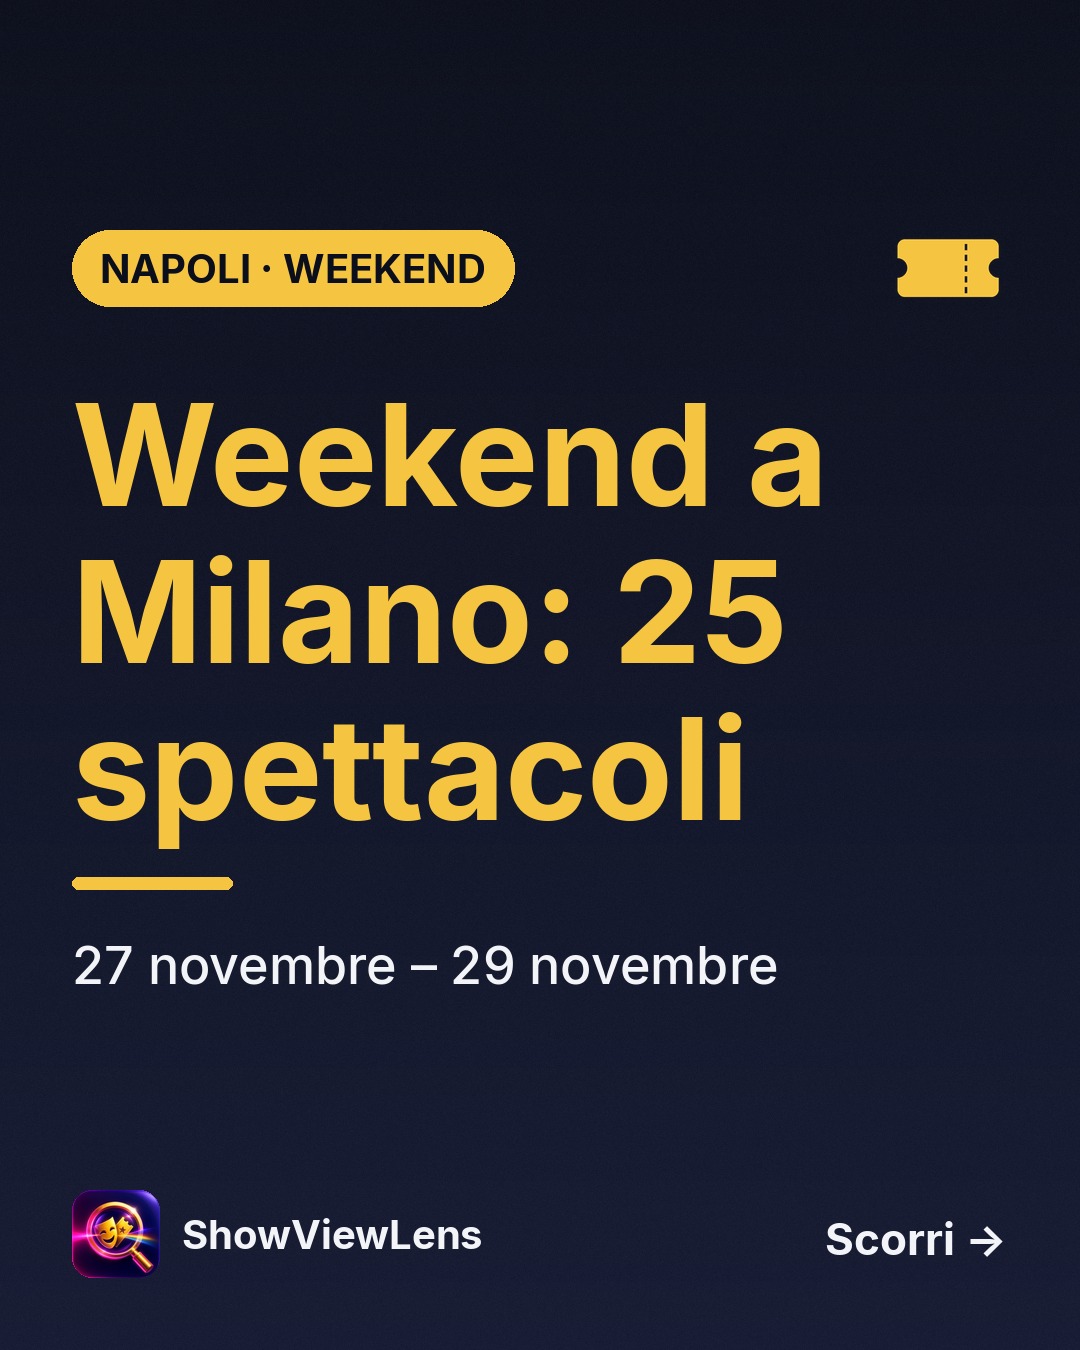 NAPOLI · WEEKEND
Weekend a
Milano: 25
spettacoli
27 novembre – 29 novembre
ShowViewLens
Scorri →